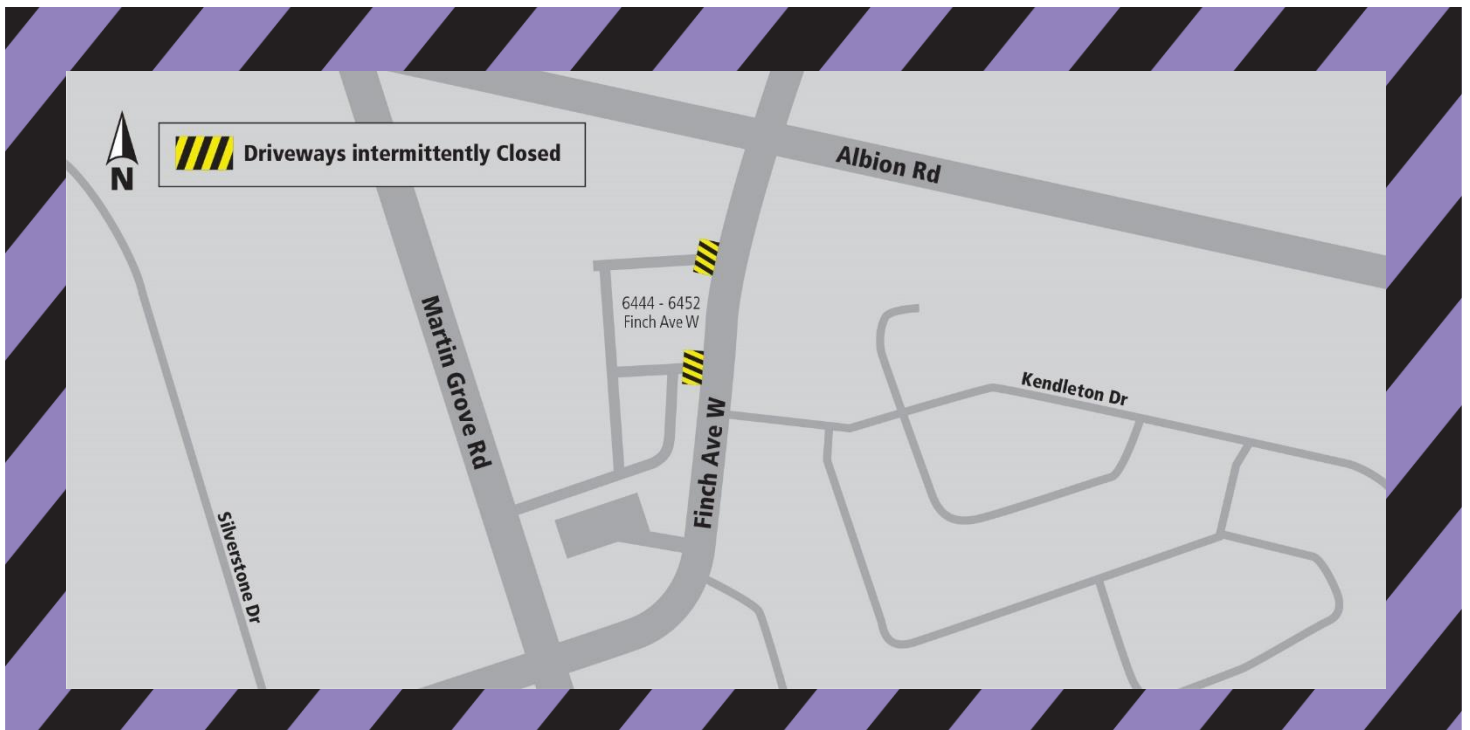 N
Driveways intermittently Closed
Albion Rd
6444 - 6452
Finch Ave W
Martin Grove Rd
Kendleton Dr
Finch Ave W
Silverstone Dr